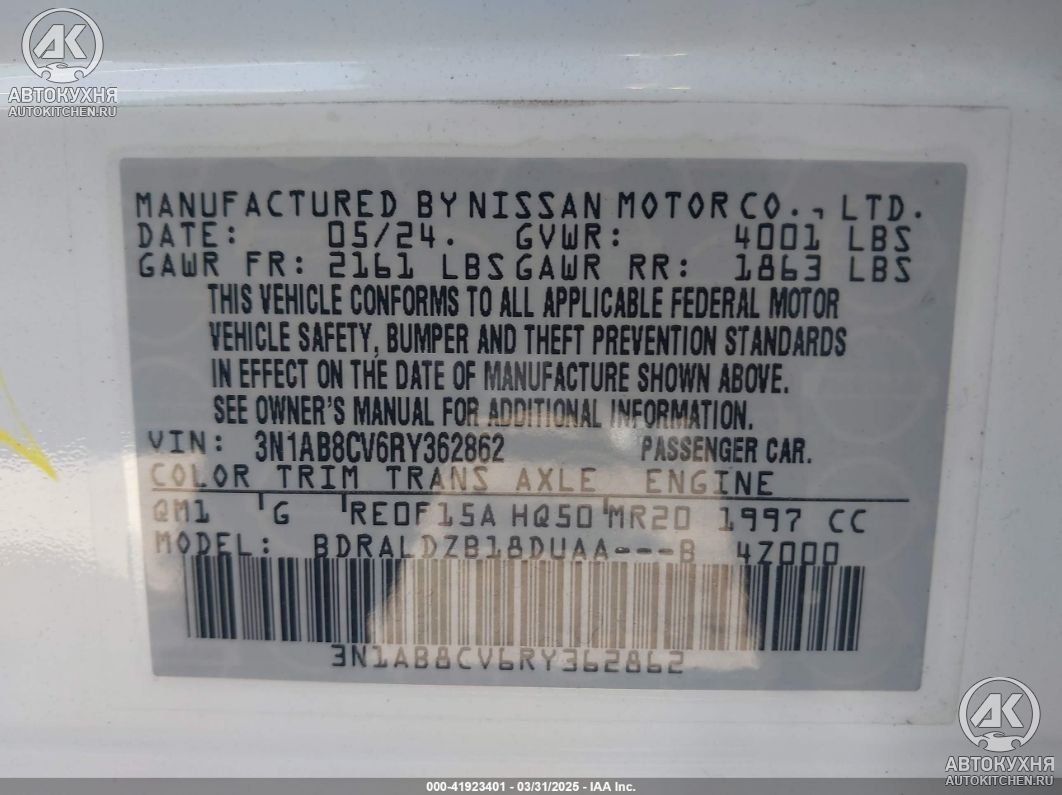 АК
АВТОКУХНЯ
AUTOKITCHEN.RU
MANUFACTURED BY NISSAN MOTOR CO., LTD.
DATE: 05/24. GVWR: 4001 LBS
GAWR FR: 2161 LBS GAWR RR: 1863 LBS
THIS VEHICLE CONFORMS TO ALL APPLICABLE FEDERAL MOTOR
VEHICLE SAFETY, BUMPER AND THEFT PREVENTION STANDARDS
IN EFFECT ON THE DATE OF MANUFACTURE SHOWN ABOVE.
SEE OWNER'S MANUAL FOR ADDITIONAL INFORMATION.
VIN: 3N1AB8CV6RY362862 PASSENGER CAR.
COLOR TRIM TRANS AXLE ENGINE
QM1 G RE0F15A HQ50 MR20 1997 CC
MODEL: BDRALDZB18DUAA---B 4Z000
3N1AB8CV6RY362862
АК
АВТОКУХНЯ
AUTOKITCHEN.RU
000-41923401 - 03/31/2025 - IAA Inc.